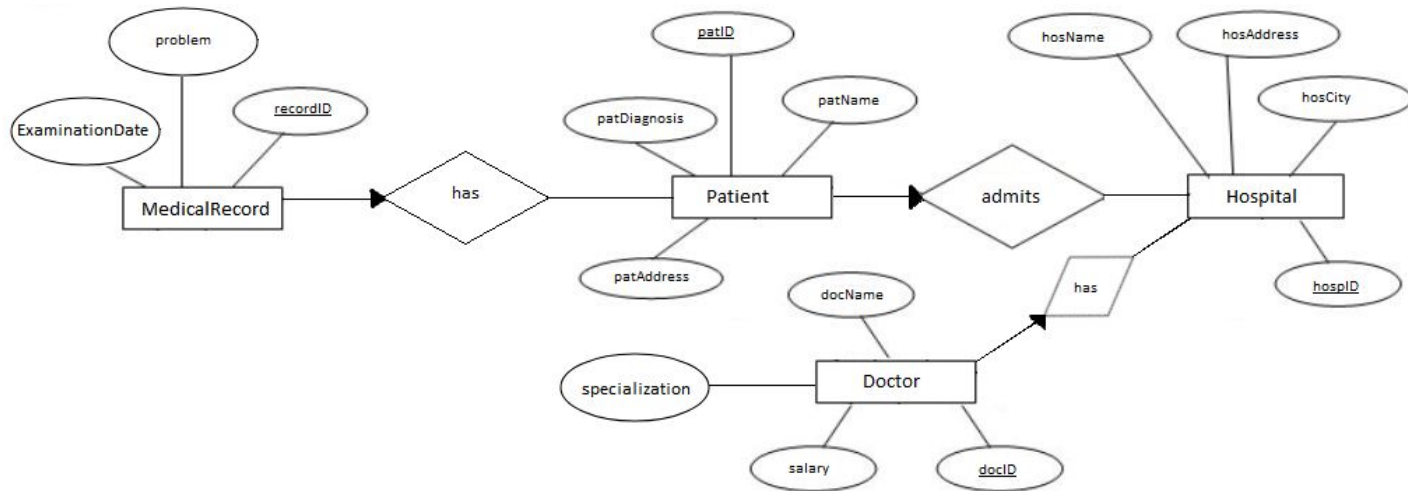 problem
patID
hosName
hosAddress
recordID
patName
hosCity
ExaminationDate
patDiagnosis
has
Patient
admits
Hospital
MedicalRecord
patAddress
docName
has
hospID
Doctor
specialization
salary
docID